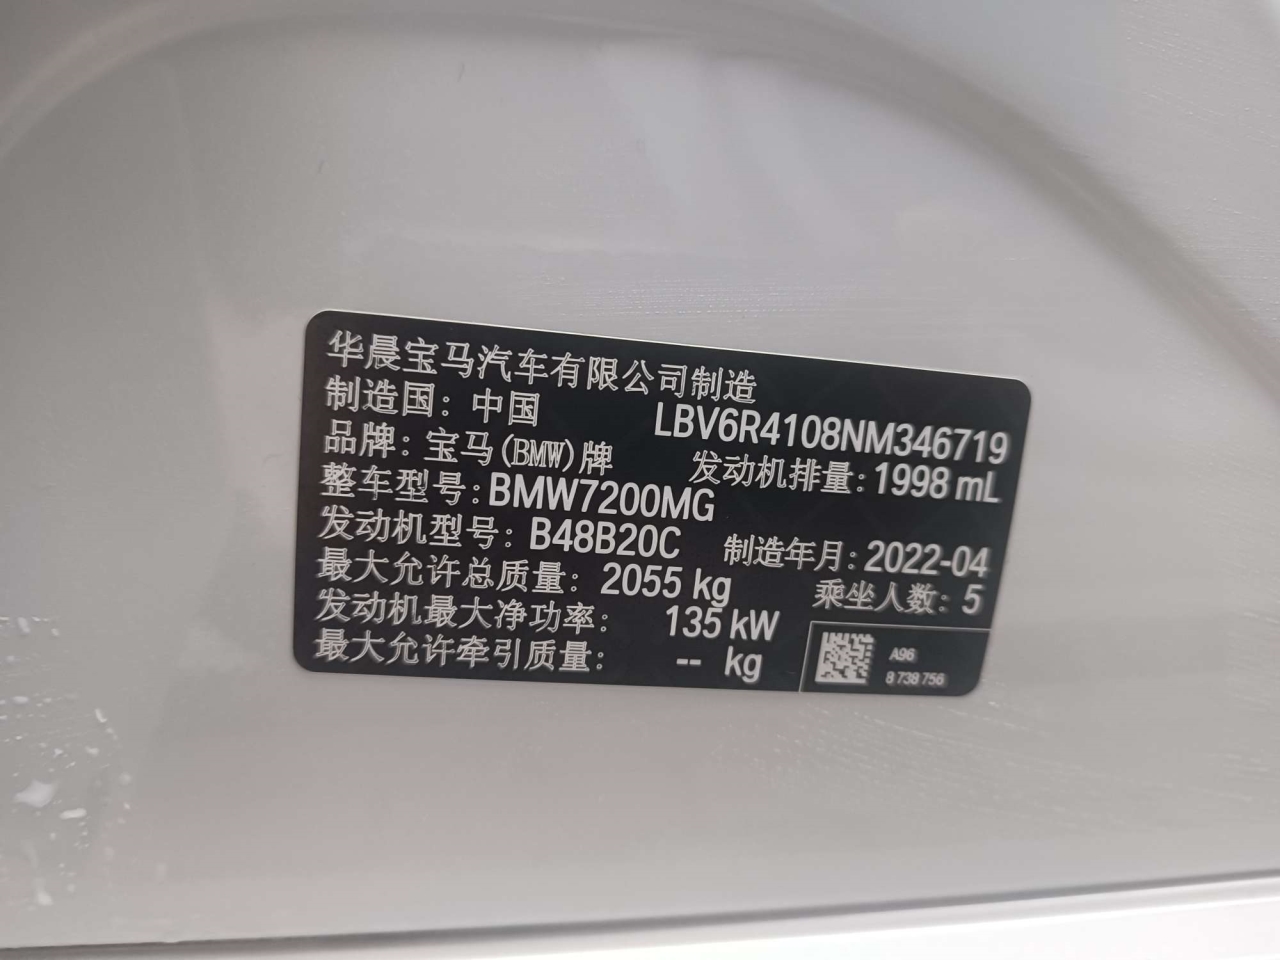 华晨宝马汽车有限公司制造
制造国：中国 LBV6R4108NM346719
品牌：宝马(BMW)牌 发动机排量：1998 mL
整车型号：BMW7200MG
发动机型号：B48B20C 制造年月：2022-04
最大允许总质量：2055 kg 乘坐人数：5
发动机最大净功率：135 kW
最大允许牵引质量：-- kg
A96
8 738 756